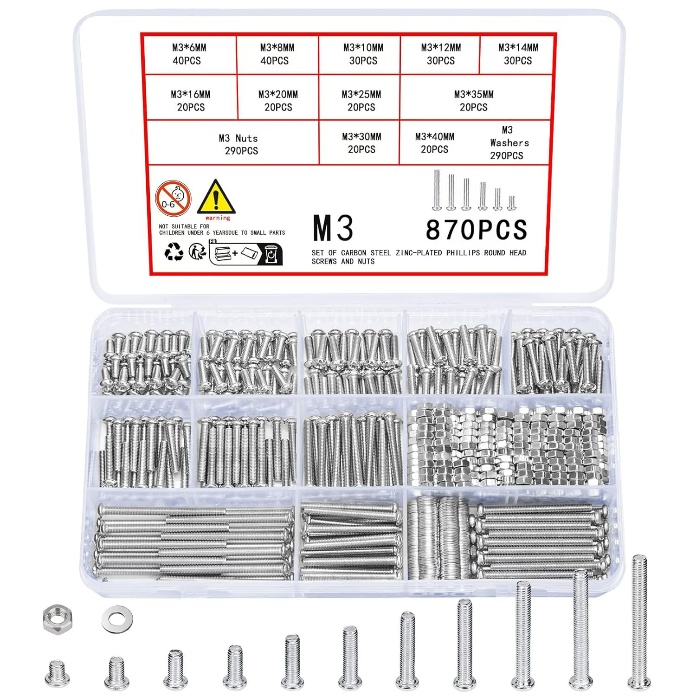 M3*6MM M3*8MM M3*10MM M3*12MM M3*14MM
40PCS 40PCS 30PCS 30PCS 30PCS
M3*16MM M3*20MM M3*25MM M3*35MM
20PCS 20PCS 20PCS 20PCS
M3 Nuts M3*30MM M3*40MM M3
290PCS 20PCS 20PCS Washers
290PCS
0-6
warning
NOT SUITABLE FOR
CHILDREN UNDER 6 YEARSDUE TO SMALL PARTS
M3 870PCS
SET OF CARBON STEEL ZINC-PLATED PHILLIPS ROUND HEAD
SCREWS AND NUTS